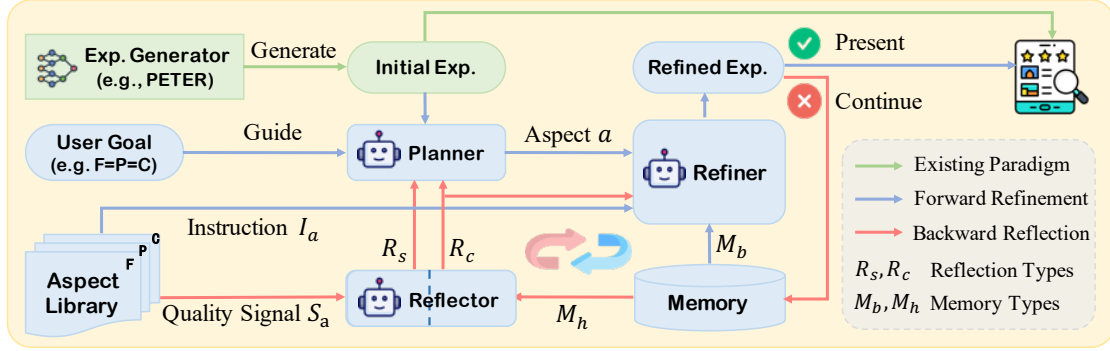 Exp. Generator
(e.g., PETER)
Generate
Initial Exp.
Refined Exp.
Present
Continue
User Goal
(e.g. F=P=C)
Guide
Planner
Aspect a
Refiner
Existing Paradigm
Forward Refinement
Backward Reflection
R_s, R_c Reflection Types
M_b, M_h Memory Types
Instruction I_a
R_s
R_c
M_b
C
P
F
Aspect
Library
Quality Signal S_a
Reflector
M_h
Memory